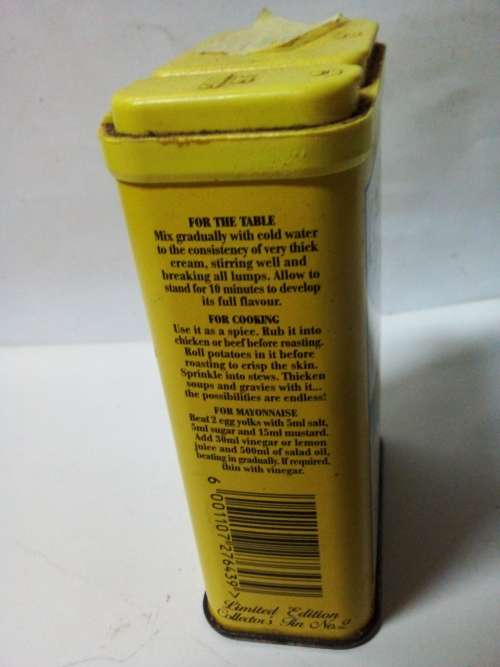 FOR THE TABLE
Mix gradually with cold water
to the consistency of very thick
cream, stirring well and
breaking all lumps. Allow to
stand for 10 minutes to develop
its full flavour.
FOR COOKING
Use it as a spice. Rub it into
chicken or beef before roasting.
Roll potatoes in it before
roasting to crisp the skin.
Sprinkle into stews. Thicken
soups and gravies with it...
the possibilities are endless!
FOR MAYONNAISE
Beat 2 egg yolks with 5ml salt,
5ml sugar and 15ml mustard.
Add 30ml vinegar or lemon
juice and 500ml of salad oil,
beating in gradually. If required,
thin with vinegar.
6 001107 276439 >
Limited Edition
Collector's Tin No. 2